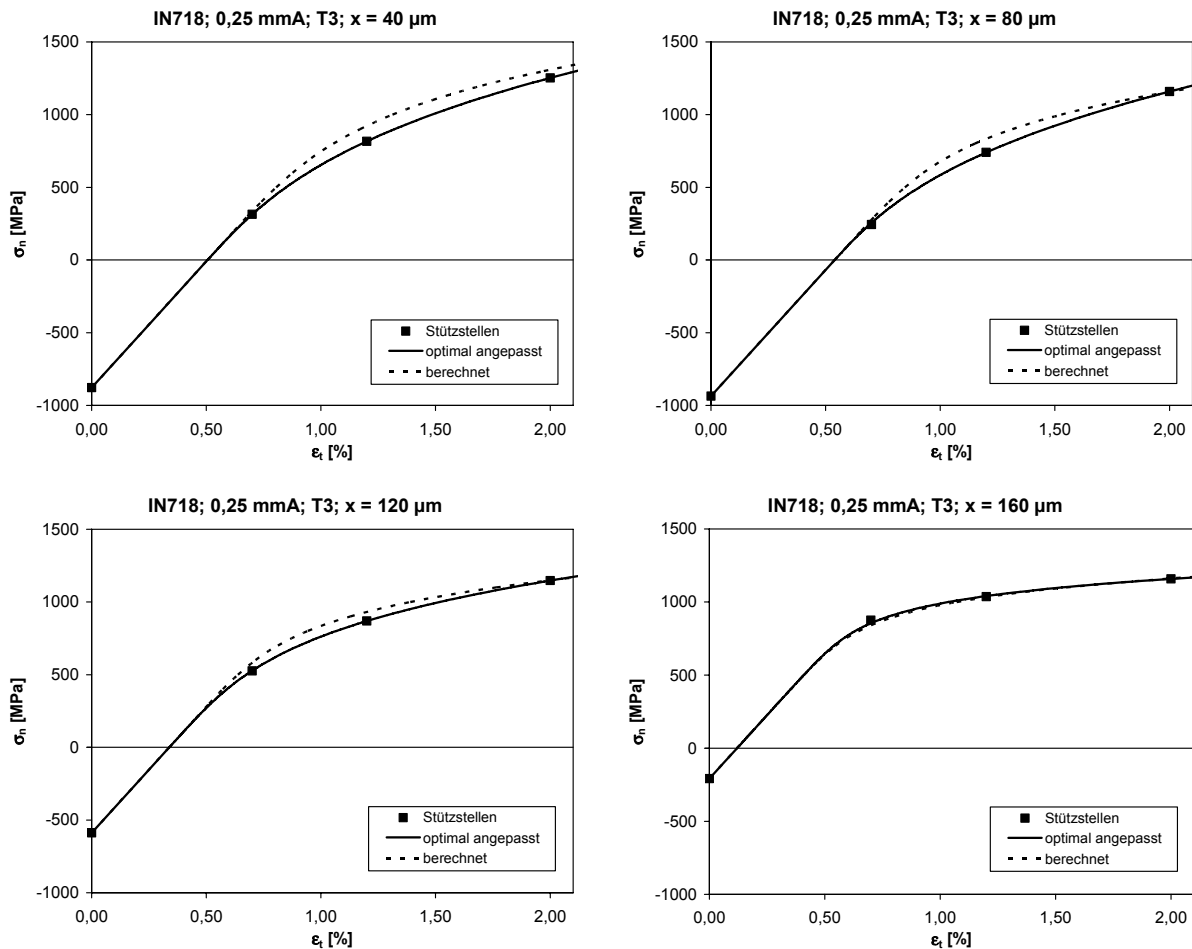 IN718; 0,25 mmA; T3; x = 40 µm
1500
1000
500
0
-500
-1000
σn [MPa]
0,00 0,50 1,00 1,50 2,00
εt [%]
Stützstellen
optimal angepasst
berechnet
IN718; 0,25 mmA; T3; x = 80 µm
1500
1000
500
0
-500
-1000
σn [MPa]
0,00 0,50 1,00 1,50 2,00
εt [%]
Stützstellen
optimal angepasst
berechnet
IN718; 0,25 mmA; T3; x = 120 µm
1500
1000
500
0
-500
-1000
σn [MPa]
0,00 0,50 1,00 1,50 2,00
εt [%]
Stützstellen
optimal angepasst
berechnet
IN718; 0,25 mmA; T3; x = 160 µm
1500
1000
500
0
-500
-1000
σn [MPa]
0,00 0,50 1,00 1,50 2,00
εt [%]
Stützstellen
optimal angepasst
berechnet